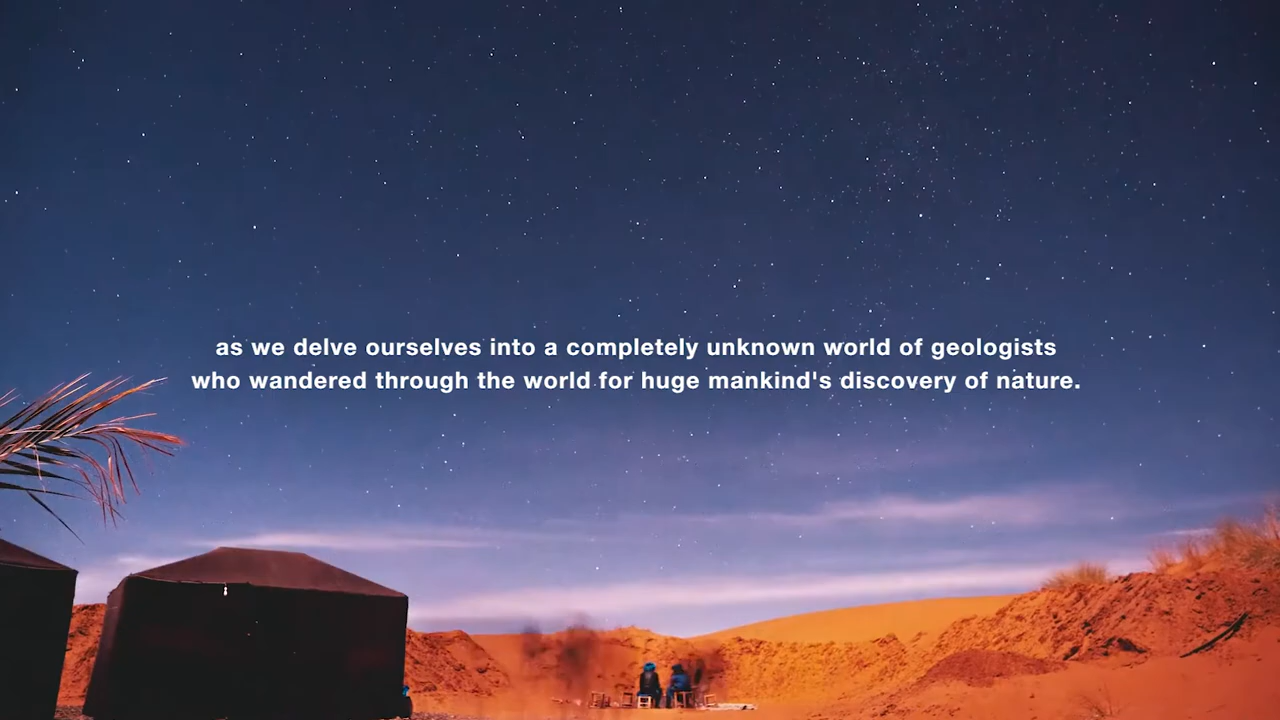 as we delve ourselves into a completely unknown world of geologists
who wandered through the world for huge mankind's discovery of nature.